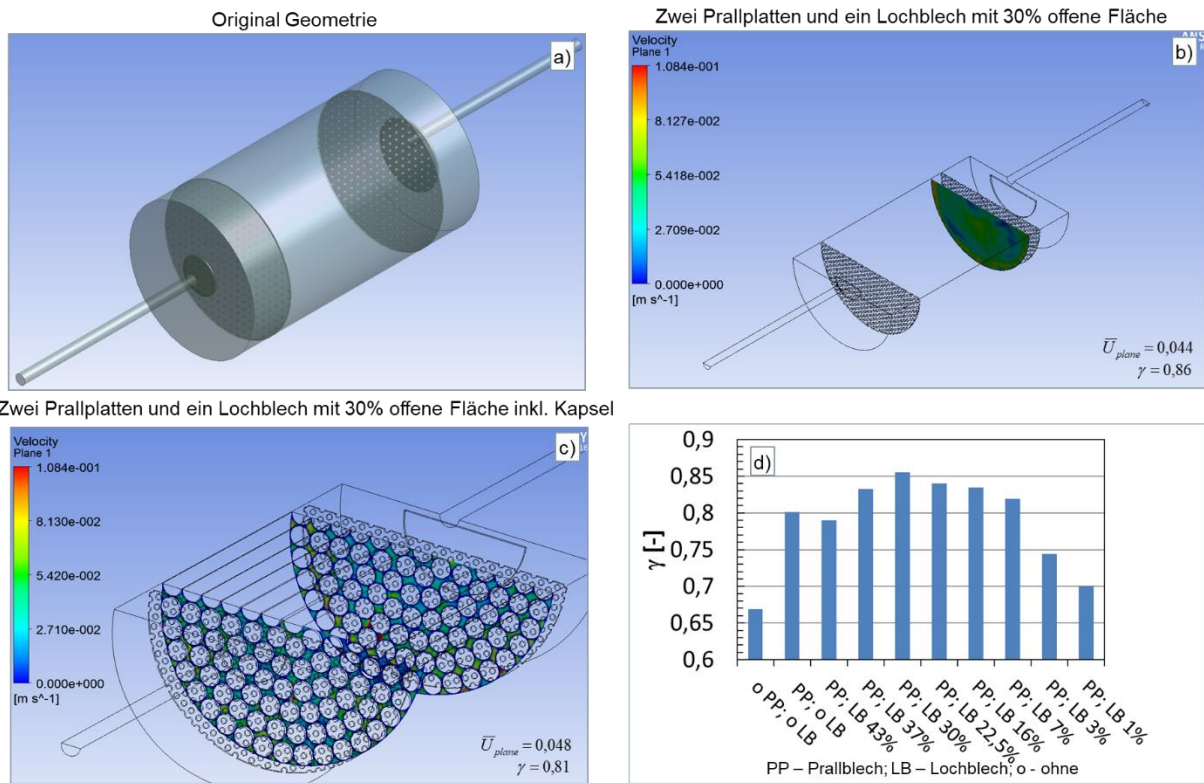 Original Geometrie
a)
Zwei Prallplatten und ein Lochblech mit 30% offene Fläche
b)
Velocity
Plane 1
1.084e-001
8.127e-002
5.418e-002
2.709e-002
0.000e+000
[m s^-1]
U̅ plane = 0,044
γ = 0,86
Zwei Prallplatten und ein Lochblech mit 30% offene Fläche inkl. Kapsel
c)
Velocity
Plane 1
1.084e-001
8.130e-002
5.420e-002
2.710e-002
0.000e+000
[m s^-1]
U̅ plane = 0,048
γ = 0,81
d)
γ [-]
0,9
0,85
0,8
0,75
0,7
0,65
0,6
o PP; o LB
PP; o LB
PP; LB 43%
PP; LB 37%
PP; LB 30%
PP; LB 22,5%
PP; LB 16%
PP; LB 7%
PP; LB 3%
PP; LB 1%
PP – Prallblech; LB – Lochblech; o - ohne